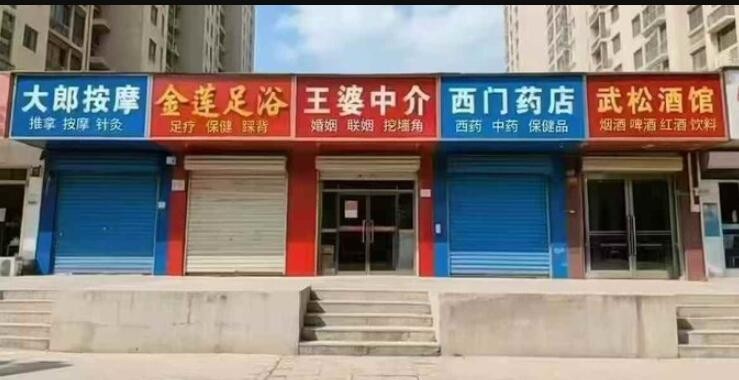 大郎按摩
推拿 按摩 针灸
金莲足浴
足疗 保健 踩背
王婆中介
婚姻 联姻 挖墙角
西门药店
西药 中药 保健品
武松酒馆
烟酒 啤酒 红酒 饮料